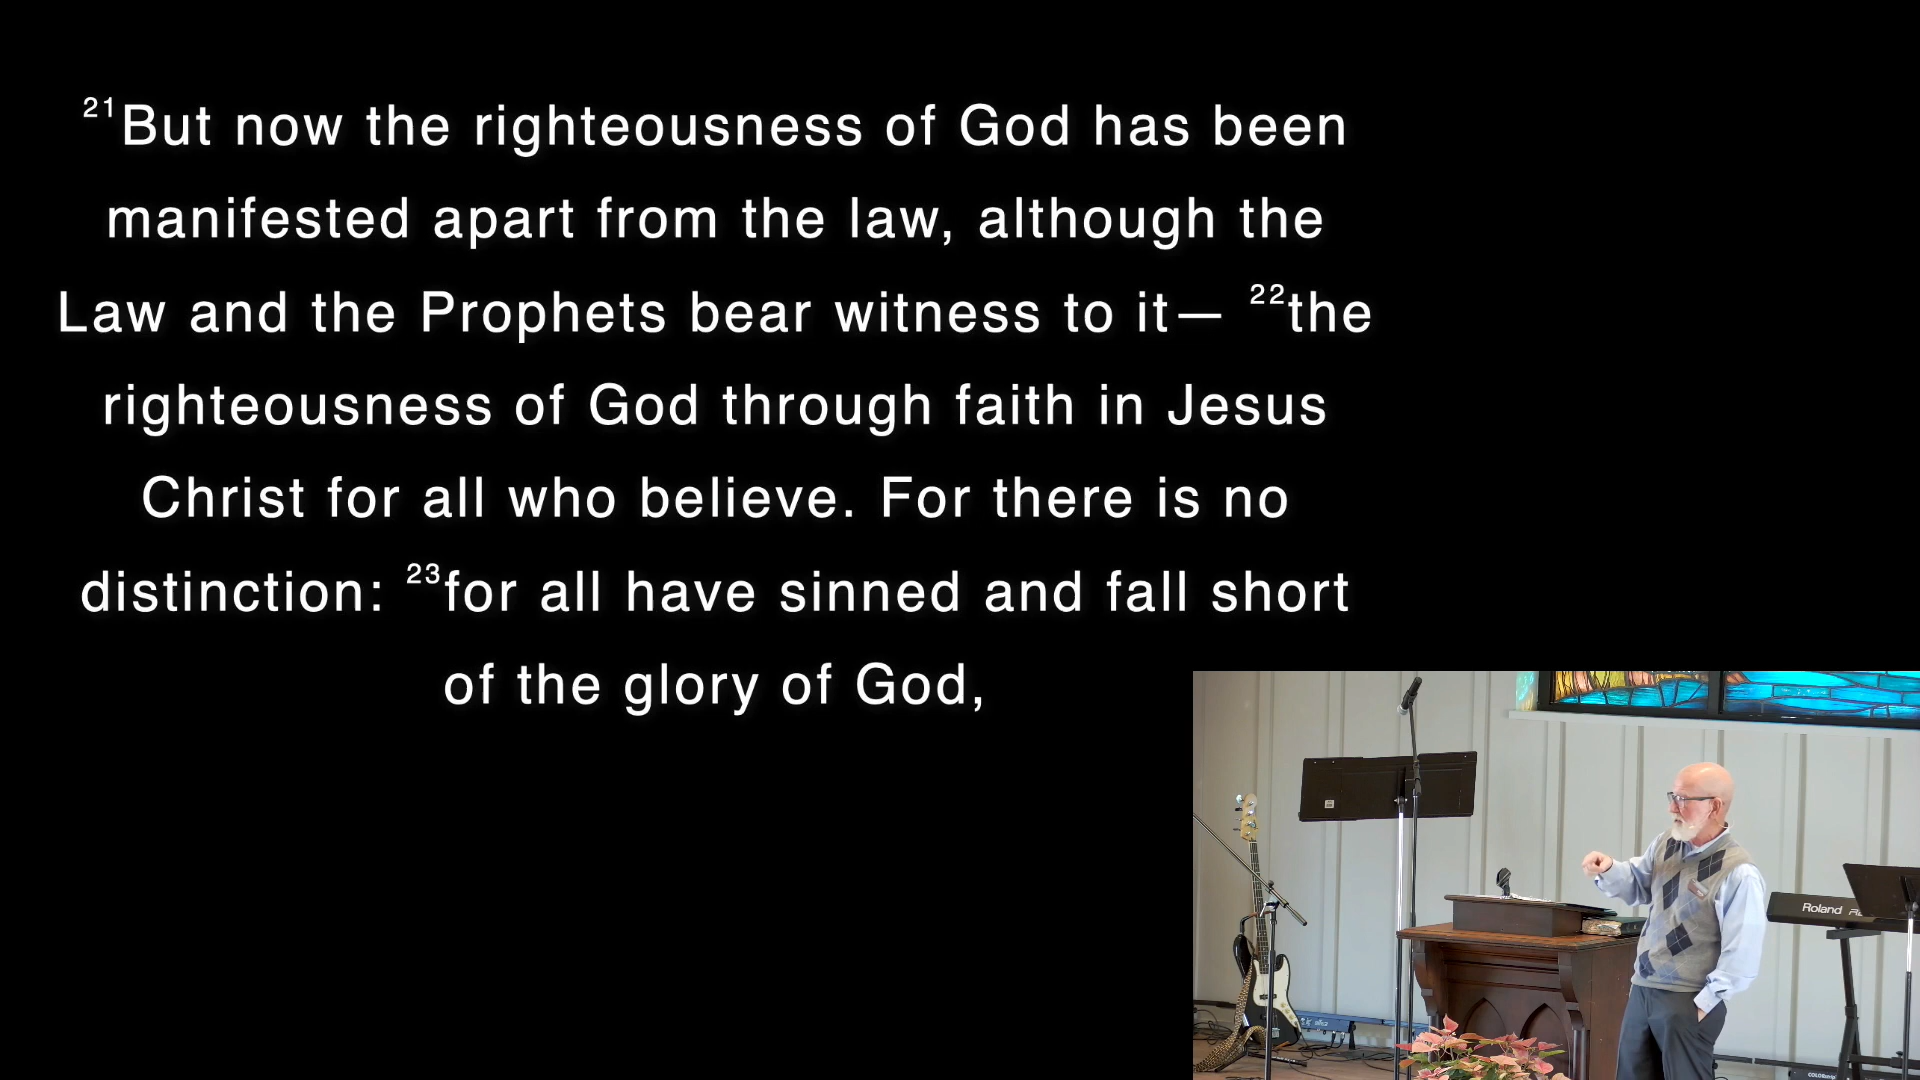 ²¹But now the righteousness of God has been
manifested apart from the law, although the
Law and the Prophets bear witness to it— ²²the
righteousness of God through faith in Jesus
Christ for all who believe. For there is no
distinction: ²³for all have sinned and fall short
of the glory of God,
Roland